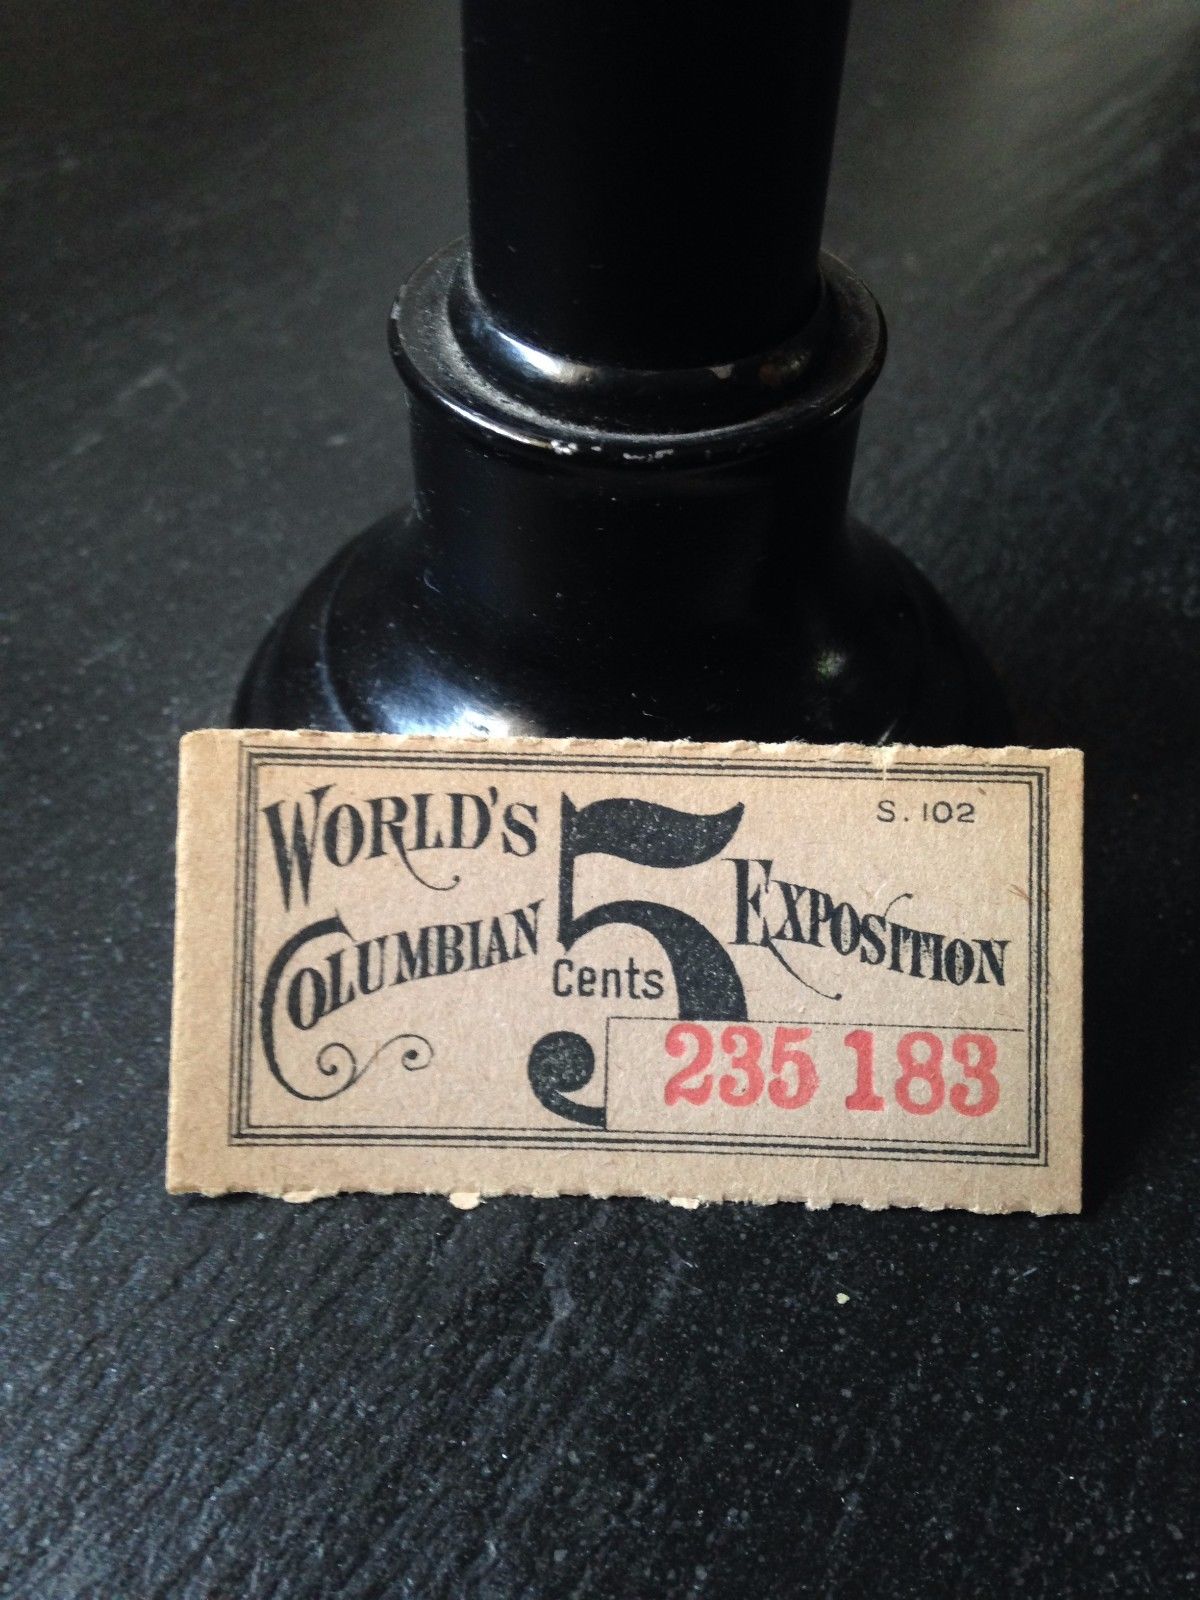 WORLD'S
COLUMBIAN
5
Cents
EXPOSITION
S. 102
235 183